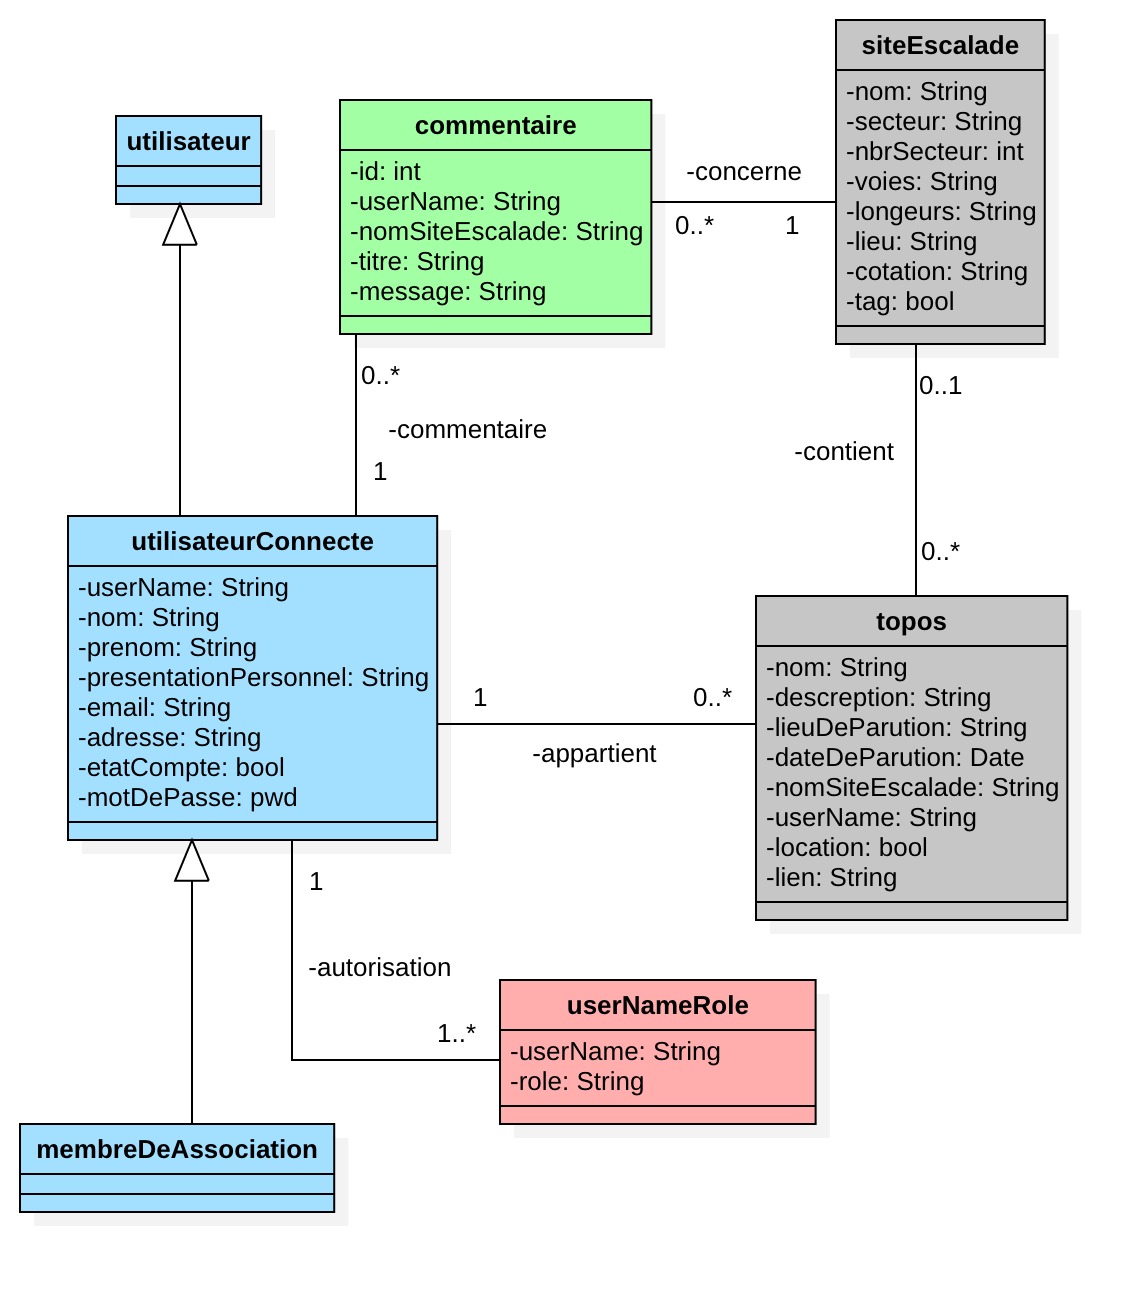 siteEscalade
-nom: String
-secteur: String
-nbrSecteur: int
-voies: String
-longeurs: String
-lieu: String
-cotation: String
-tag: bool
commentaire
-id: int
-userName: String
-nomSiteEscalade: String
-titre: String
-message: String
utilisateur
-concerne
0..*
1
0..*
-commentaire
1
0..1
-contient
0..*
utilisateurConnecte
-userName: String
-nom: String
-prenom: String
-presentationPersonnel: String
-email: String
-adresse: String
-etatCompte: bool
-motDePasse: pwd
1
0..*
-appartient
topos
-nom: String
-descreption: String
-lieuDeParution: String
-dateDeParution: Date
-nomSiteEscalade: String
-userName: String
-location: bool
-lien: String
1
-autorisation
1..*
userNameRole
-userName: String
-role: String
membreDeAssociation